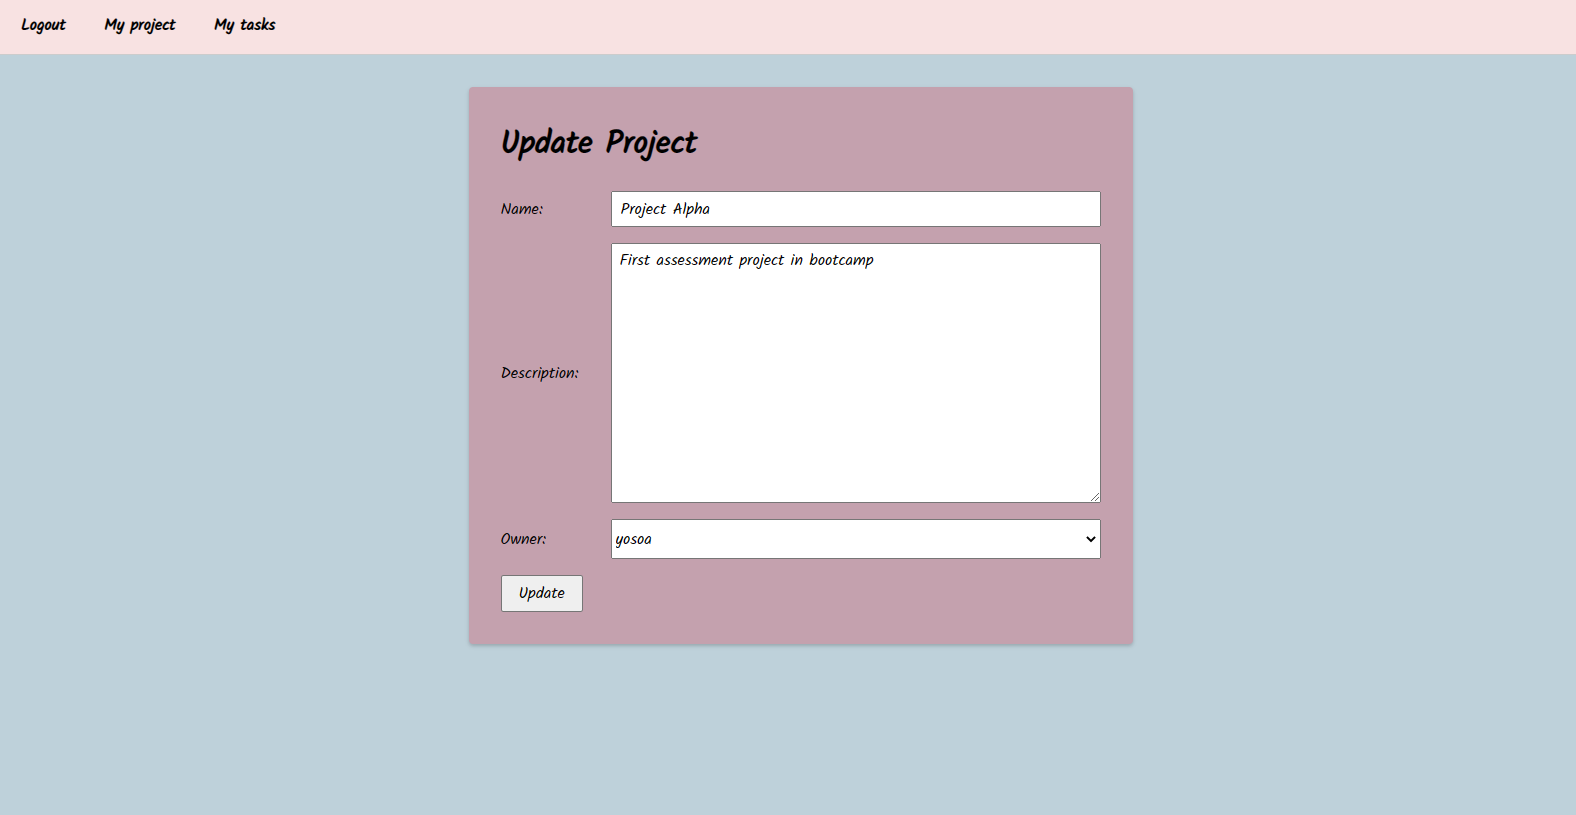 Logout My project My tasks
Update Project
Name: Project Alpha
First assessment project in bootcamp
Description:
Owner: yosoa
Update